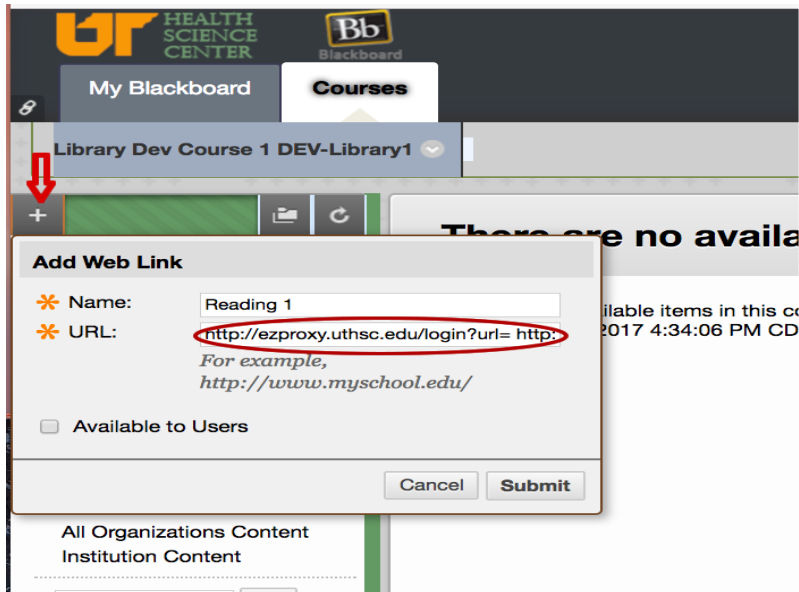 UT HEALTH
SCIENCE
CENTER
Bb
Blackboard
My Blackboard
Courses
Library Dev Course 1 DEV-Library1
+
There are no availa
Add Web Link
* Name: Reading 1
* URL: http://ezproxy.uthsc.edu/login?url= http:
For example,
http://www.myschool.edu/
Available to Users
Cancel Submit
ilable items in this co
2017 4:34:06 PM CD
All Organizations Content
Institution Content